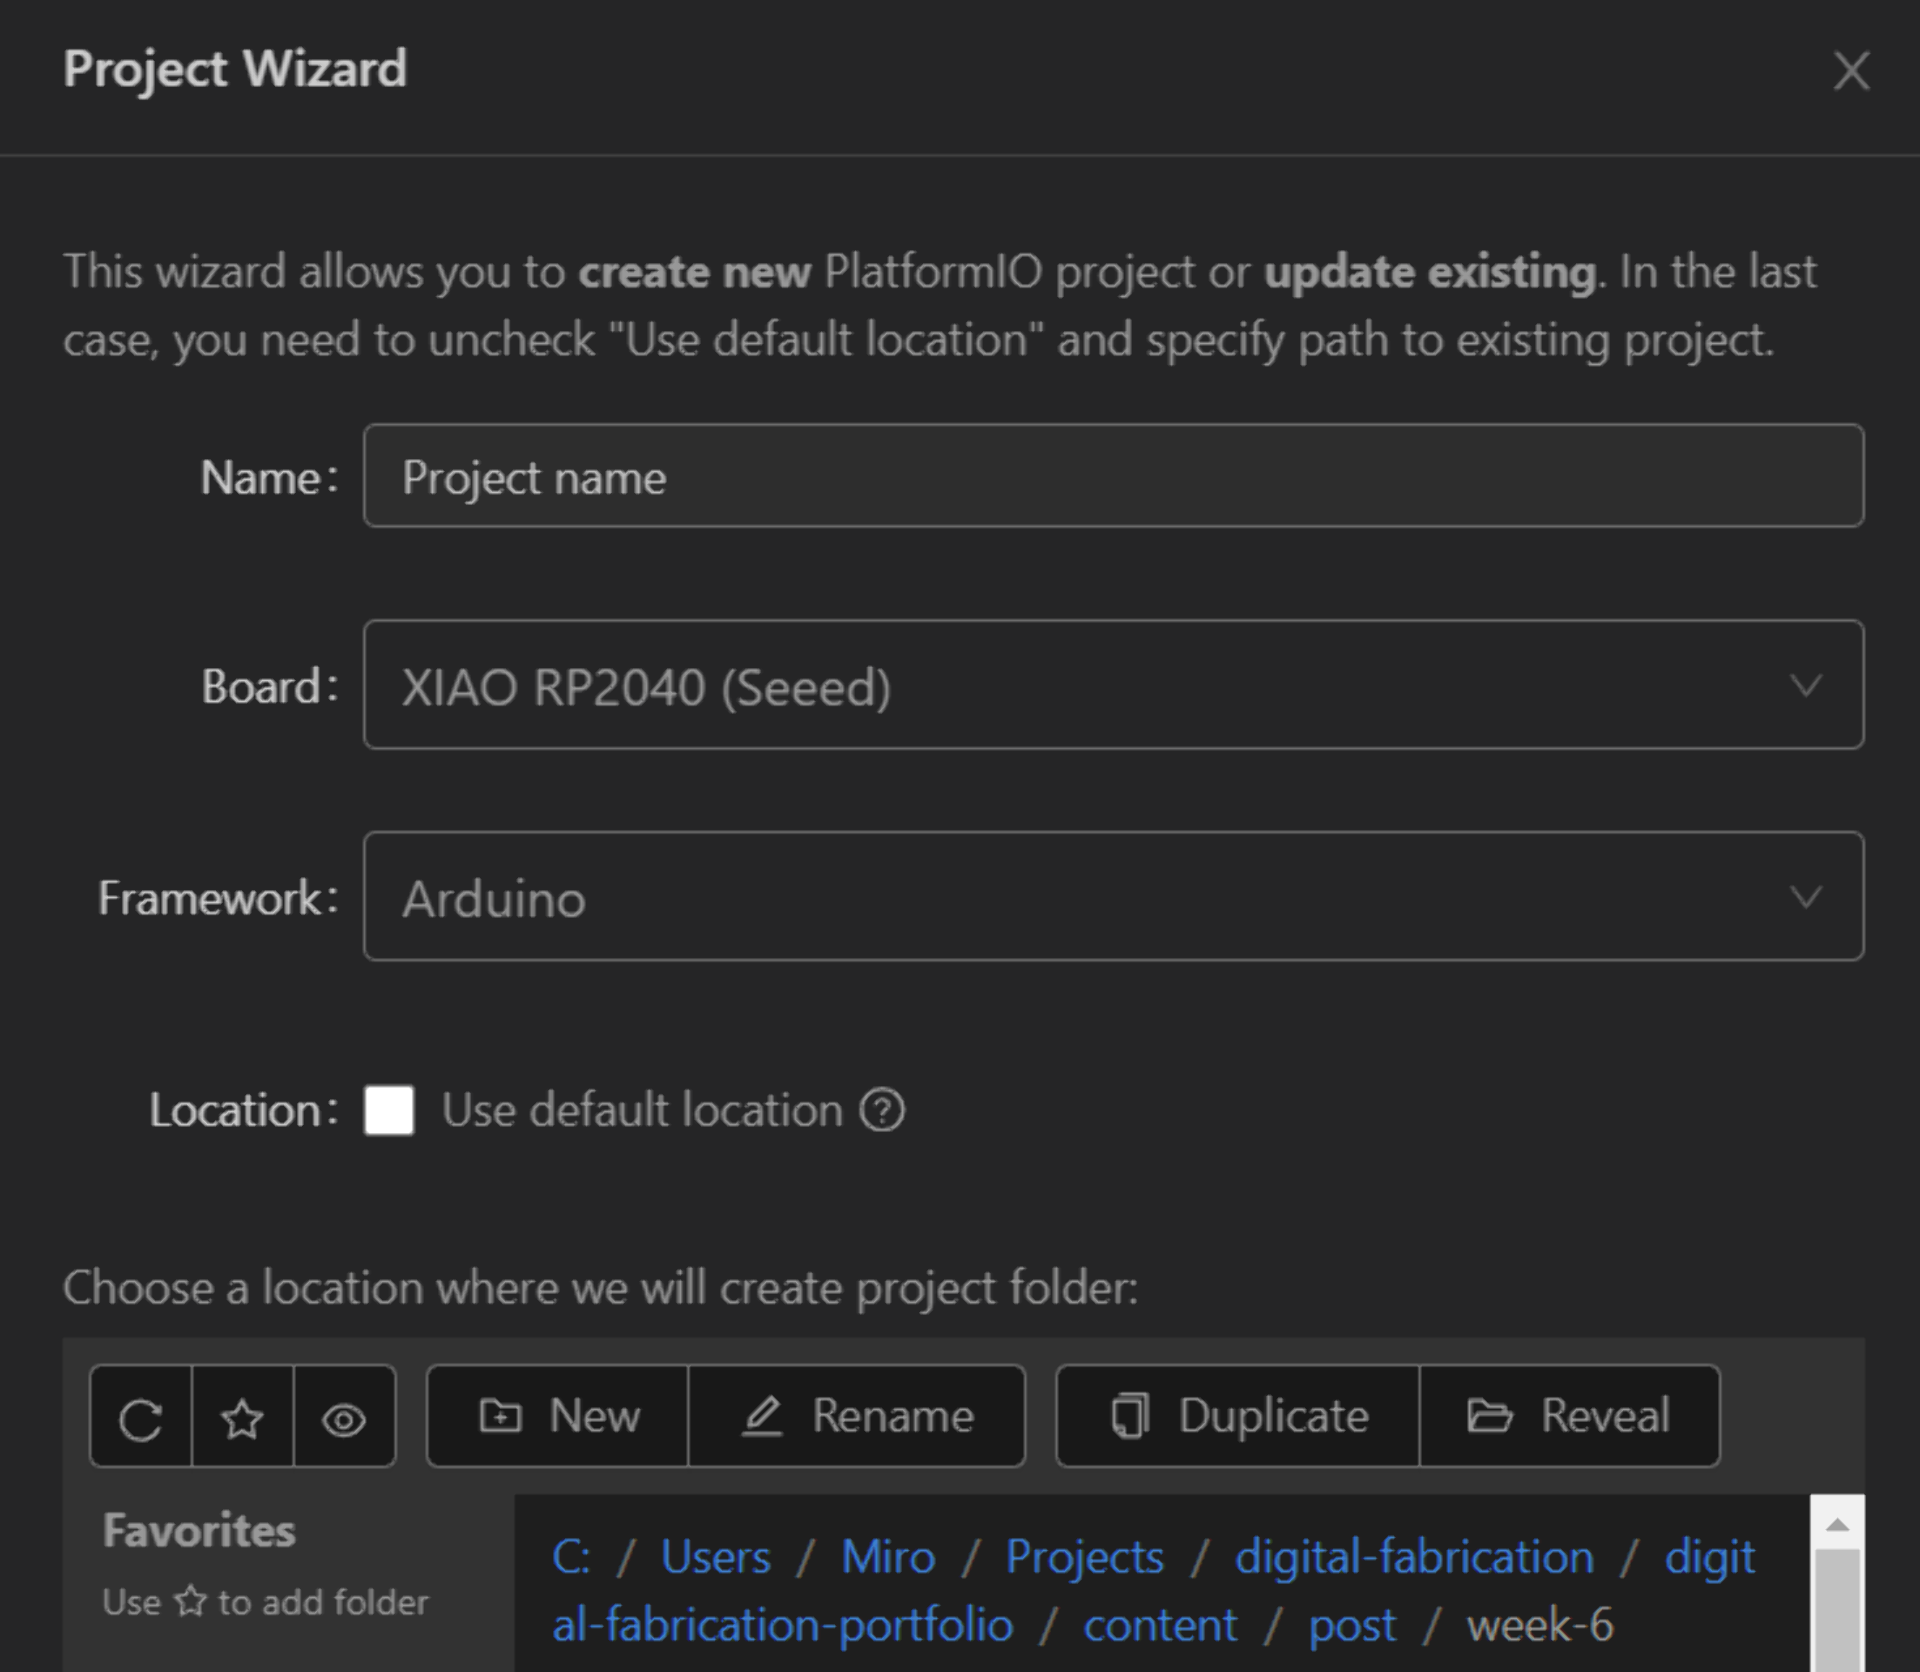 Project Wizard
This wizard allows you to create new PlatformIO project or update existing. In the last
case, you need to uncheck "Use default location" and specify path to existing project.
Name: Project name
Board: XIAO RP2040 (Seeed)
Framework: Arduino
Location: Use default location
Choose a location where we will create project folder:
New Rename Duplicate Reveal
Favorites
Use ☆ to add folder
C: / Users / Miro / Projects / digital-fabrication / digit
al-fabrication-portfolio / content / post / week-6